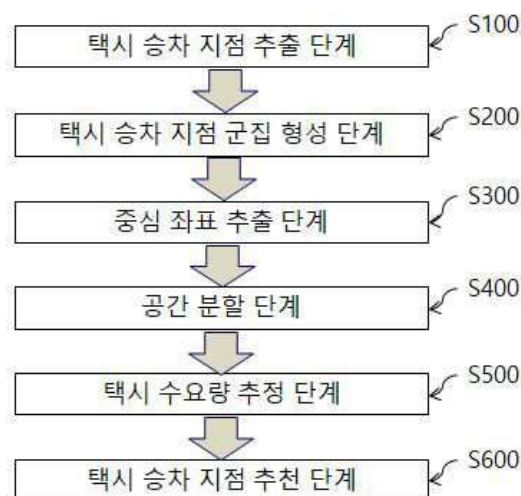 택시 승차 지점 추출 단계 S100
택시 승차 지점 군집 형성 단계 S200
중심 좌표 추출 단계 S300
공간 분할 단계 S400
택시 수요량 추정 단계 S500
택시 승차 지점 추천 단계 S600